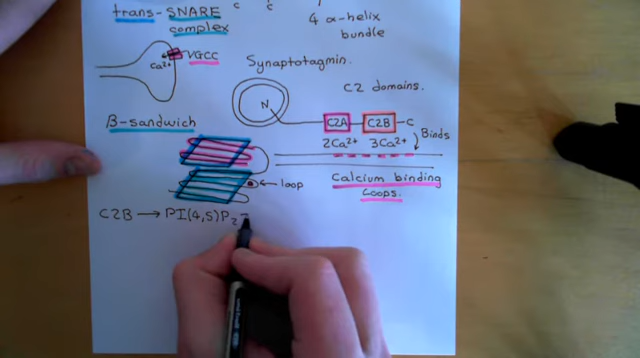 trans-SNARE
complex
4 α-helix
bundle
VGCC
Ca²⁺
Synaptotagmin.
C2 domains.
N
C2A
C2B
-C
2Ca²⁺
3Ca²⁺
Binds
β-sandwich
←loop
Calcium binding
Loops.
C2B → PI(4,5)P₂